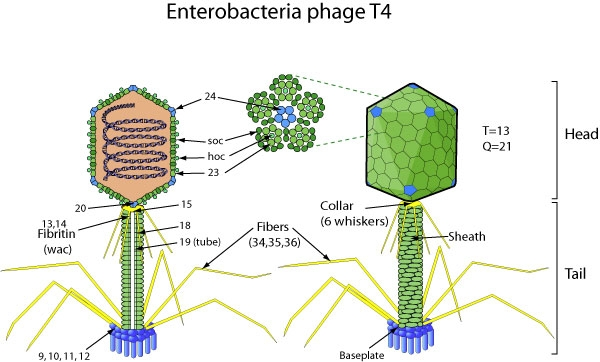 Enterobacteria phage T4
24
soc
hoc
23
T=13
Q=21
Head
20
15
13,14
Fibritin
(wac)
18
19 (tube)
Fibers
(34,35,36)
Collar
(6 whiskers)
Sheath
Tail
9, 10, 11, 12
Baseplate